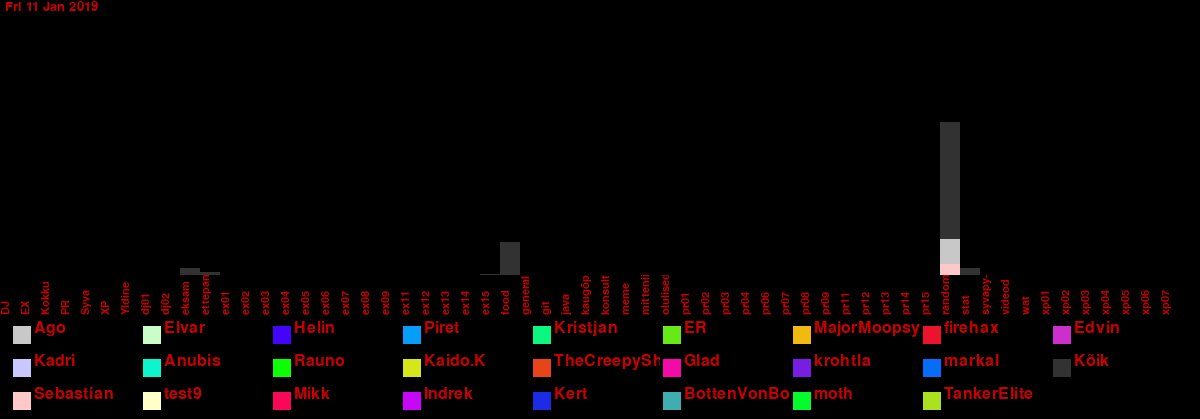 Fri 11 Jan 2019
DJ
EX
Kokku
PR
Syva
XP
Yldine
dj01
dj02
eksam
ettepan
ex01
ex02
ex03
ex04
ex05
ex06
ex07
ex08
ex09
ex11
ex12
ex13
ex14
ex15
food
general
git
java
kaugõp
konsult
meme
mittenii
olulised
pr01
pr02
pr03
pr04
pr06
pr07
pr08
pr09
pr11
pr12
pr13
pr14
pr15
random
stat
syvapy-
videod
wat
xp01
xp02
xp03
xp04
xp05
xp06
xp07
Ago Elvar Helin Piret Kristjan ER MajorMoopsy firehax Edvin
Kadri Anubis Rauno Kaido.K TheCreepySh Glad krohtla markal Kõik
Sebastian test9 Mikk Indrek Kert BottenVonBo moth TankerElite